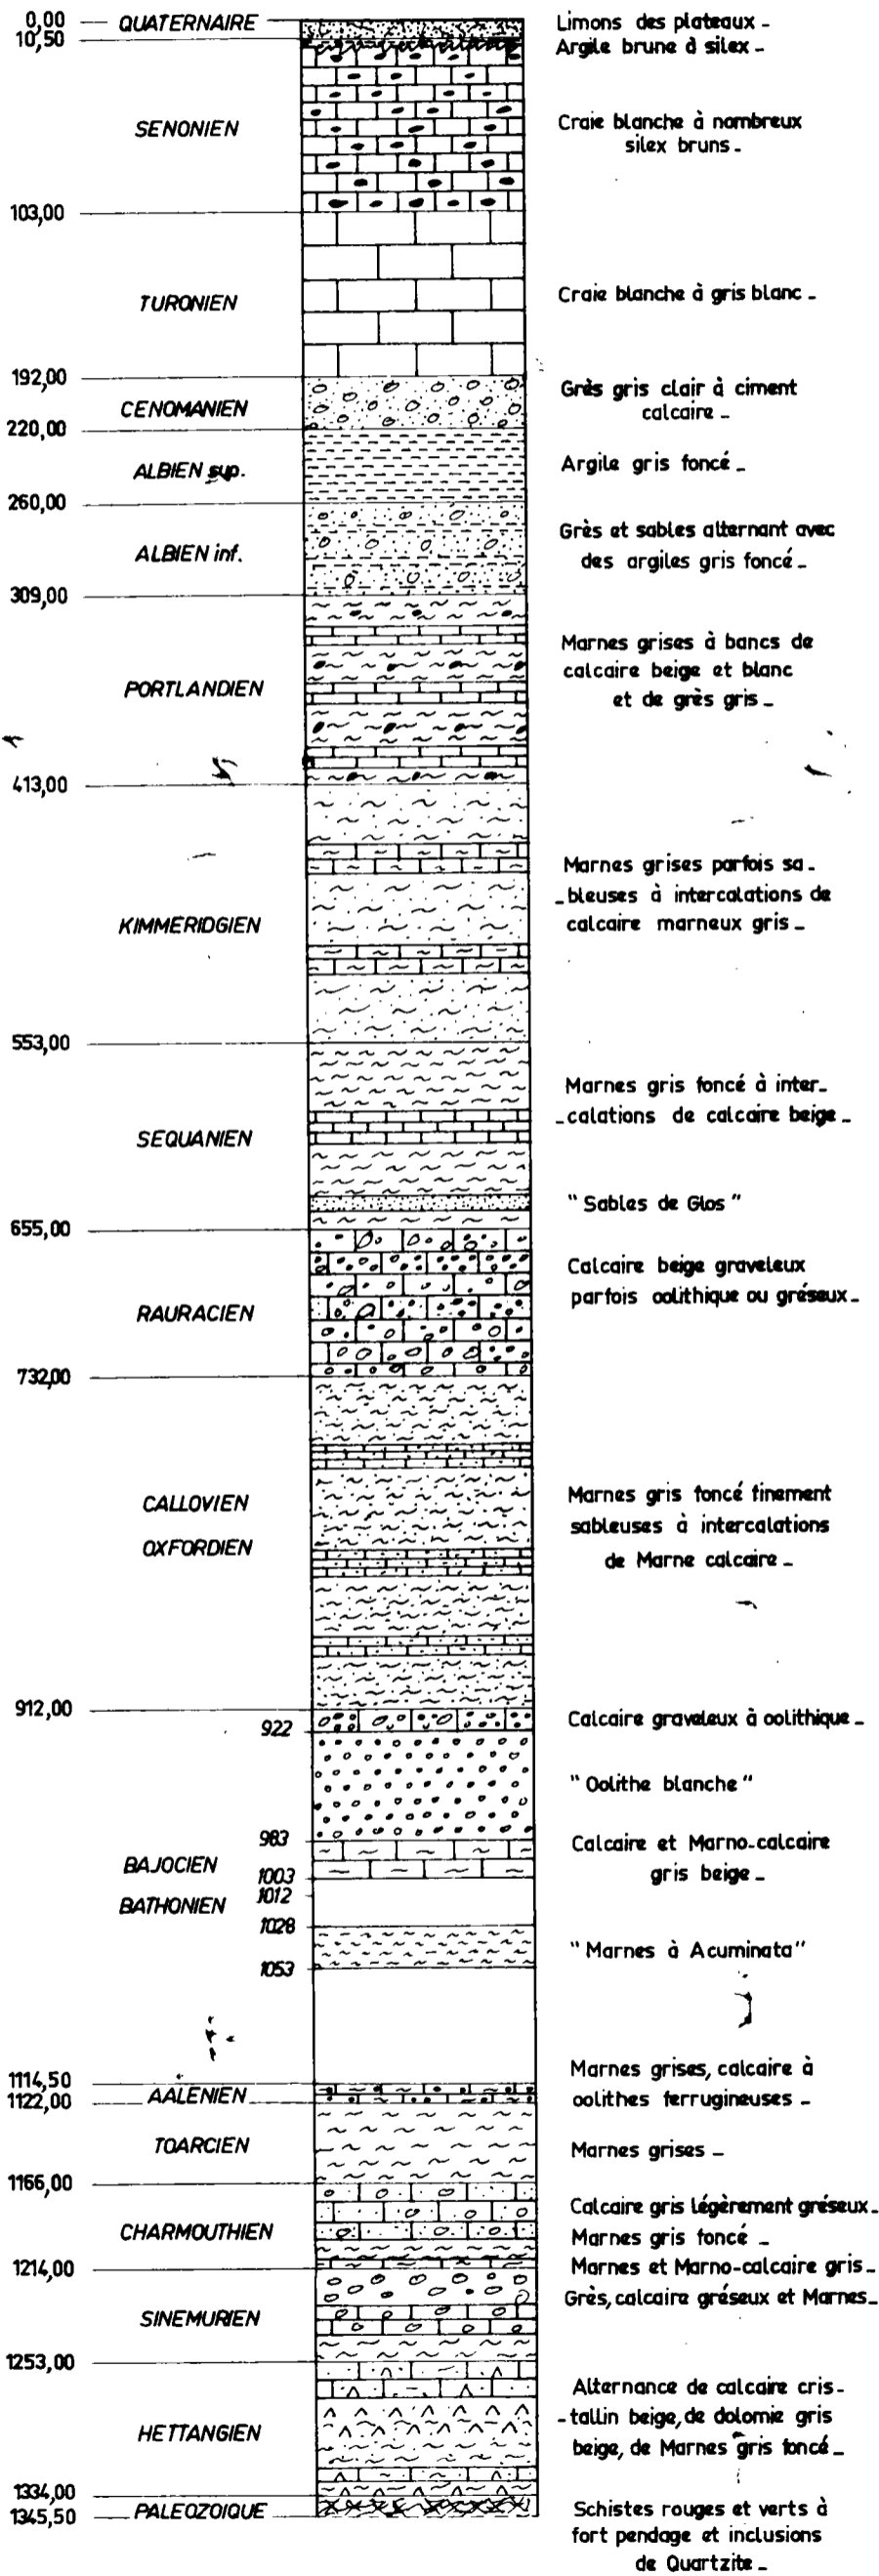 0,00 QUATERNAIRE Limons des plateaux -
10,50 Argile brune à silex -
SENONIEN Craie blanche à nombreux
silex bruns -
103,00
TURONIEN Craie blanche à gris blanc -
192,00
CENOMANIEN Grès gris clair à ciment
calcaire -
220,00
ALBIEN sup. Argile gris foncé -
260,00
ALBIEN inf. Grès et sables alternant avec
des argiles gris foncé -
309,00
Marnes grises à bancs de
calcaire beige et blanc
PORTLANDIEN et de grès gris -
413,00
Marnes grises parfois sa-
-bleuses à intercalations de
KIMMERIDGIEN calcaire marneux gris -
553,00
Marnes gris foncé à inter-
-calations de calcaire beige -
SEQUANIEN
"Sables de Glos"
655,00
Calcaire beige graveleux
parfois oolithique ou gréseux -
RAURACIEN
732,00
CALLOVIEN Marnes gris foncé finement
sableuses à intercalations
OXFORDIEN de Marne calcaire -
912,00 Calcaire graveleux à oolithique -
922
"Oolithe blanche"
983 Calcaire et Marno-calcaire
BAJOCIEN gris beige -
1003
1012
BATHONIEN
1028
"Marnes à Acuminata"
1053
1114,50 Marnes grises, calcaire à
1122,00 AALENIEN oolithes ferrugineuses -
TOARCIEN Marnes grises -
1166,00
Calcaire gris légèrement gréseux -
CHARMOUTHIEN Marnes gris foncé -
1214,00 Marnes et Marno-calcaire gris -
Grès, calcaire gréseux et Marnes -
SINEMURIEN
1253,00
Alternance de calcaire cris-
-tallin beige, de dolomie gris
HETTANGIEN beige, de Marnes gris foncé -
1334,00
1345,50 PALEOZOIQUE Schistes rouges et verts à
fort pendage et inclusions
de Quartzite -